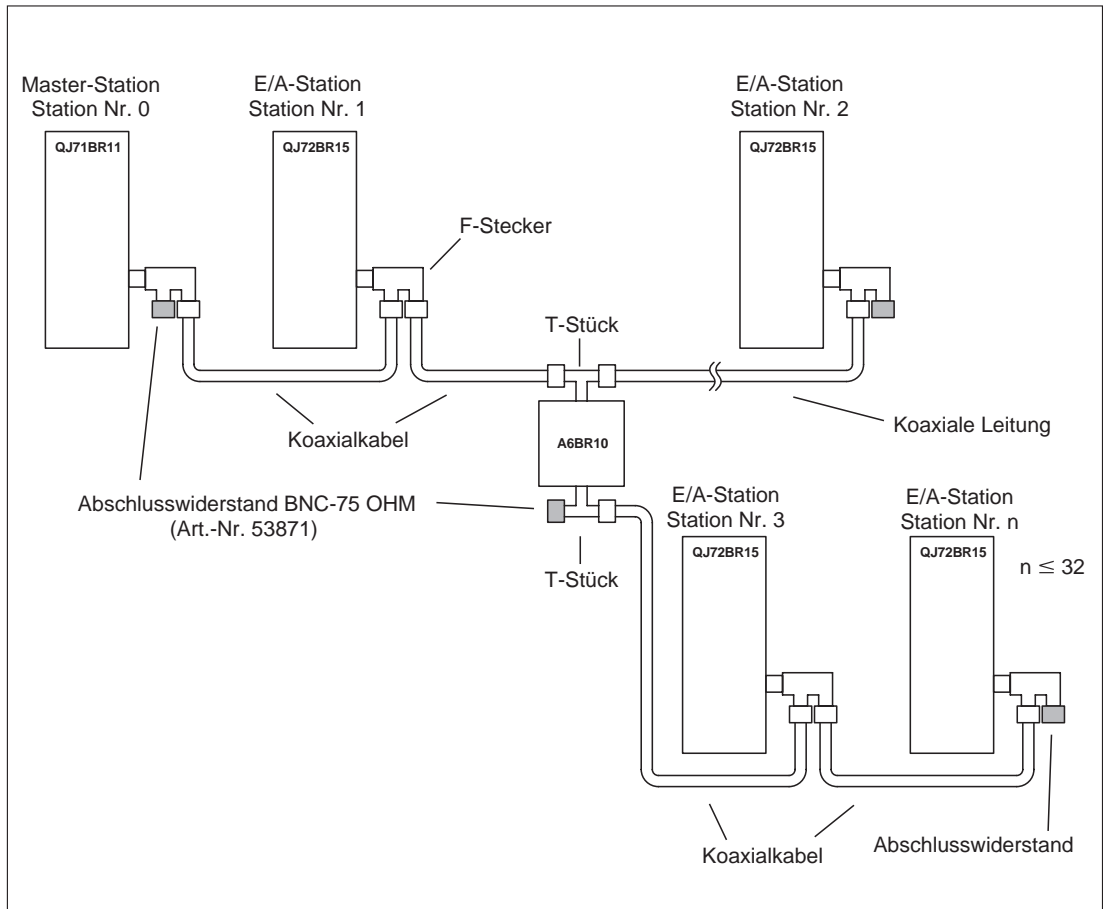 Master-Station
Station Nr. 0
E/A-Station
Station Nr. 1
E/A-Station
Station Nr. 2
QJ71BR11
QJ72BR15
QJ72BR15
F-Stecker
T-Stück
Koaxialkabel
A6BR10
Koaxiale Leitung
Abschlusswiderstand BNC-75 OHM
(Art.-Nr. 53871)
E/A-Station
Station Nr. 3
E/A-Station
Station Nr. n
QJ72BR15
QJ72BR15
n ≤ 32
T-Stück
Koaxialkabel
Abschlusswiderstand